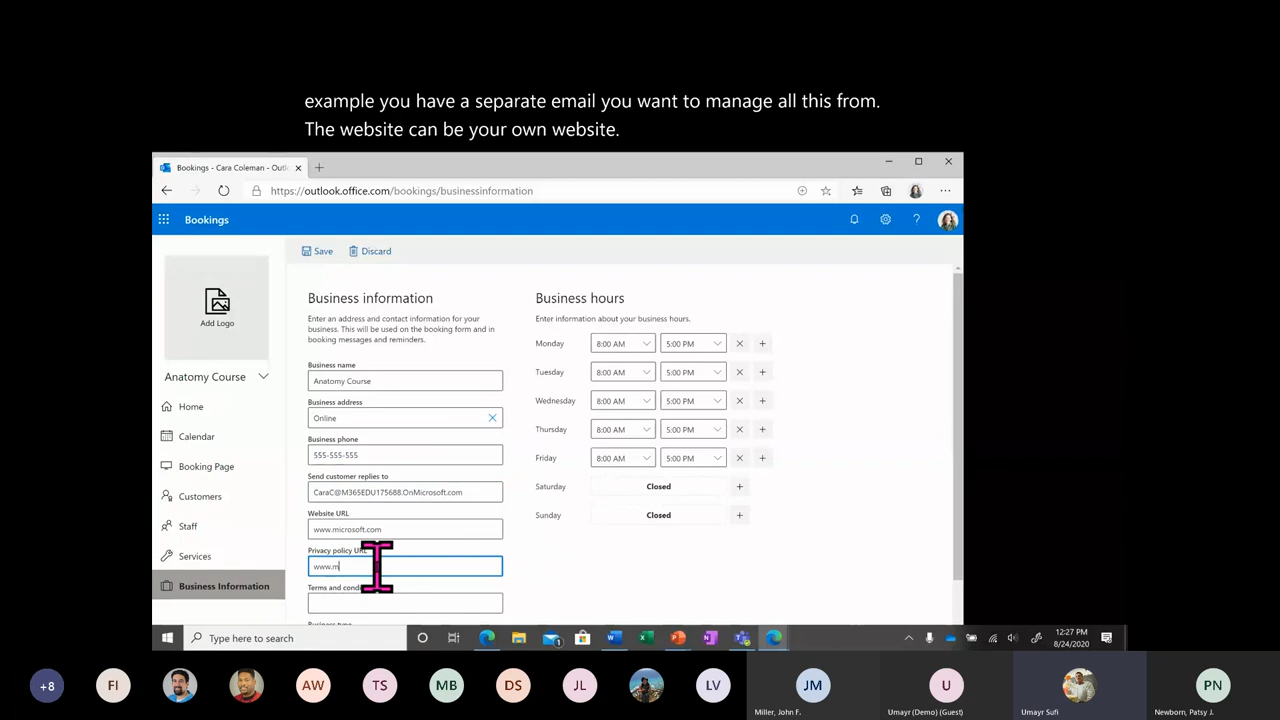 example you have a separate email you want to manage all this from.
The website can be your own website.
Bookings - Cara Coleman - Outl
https://outlook.office.com/bookings/businessinformation
Bookings
Save
Discard
Add Logo
Anatomy Course
Home
Calendar
Booking Page
Customers
Staff
Services
Business Information
Business information
Enter an address and contact information for your
business. This will be used on the booking form and in
booking messages and reminders.
Business name
Anatomy Course
Business address
Online
Business phone
555-555-555
Send customer replies to
CaraC@M365EDU175688.OnMicrosoft.com
Website URL
www.microsoft.com
Privacy policy URL
www.m
Terms and cond
Business type
Business hours
Enter information about your business hours.
Monday 8:00 AM 5:00 PM
Tuesday 8:00 AM 5:00 PM
Wednesday 8:00 AM 5:00 PM
Thursday 8:00 AM 5:00 PM
Friday 8:00 AM 5:00 PM
Saturday Closed
Sunday Closed
Type here to search
12:27 PM
8/24/2020
+8
FI
AW
TS
MB
DS
JL
LV
JM
Miller, John F.
U
Umayr (Demo) (Guest)
Umayr Sufi
PN
Newborn, Patsy J.